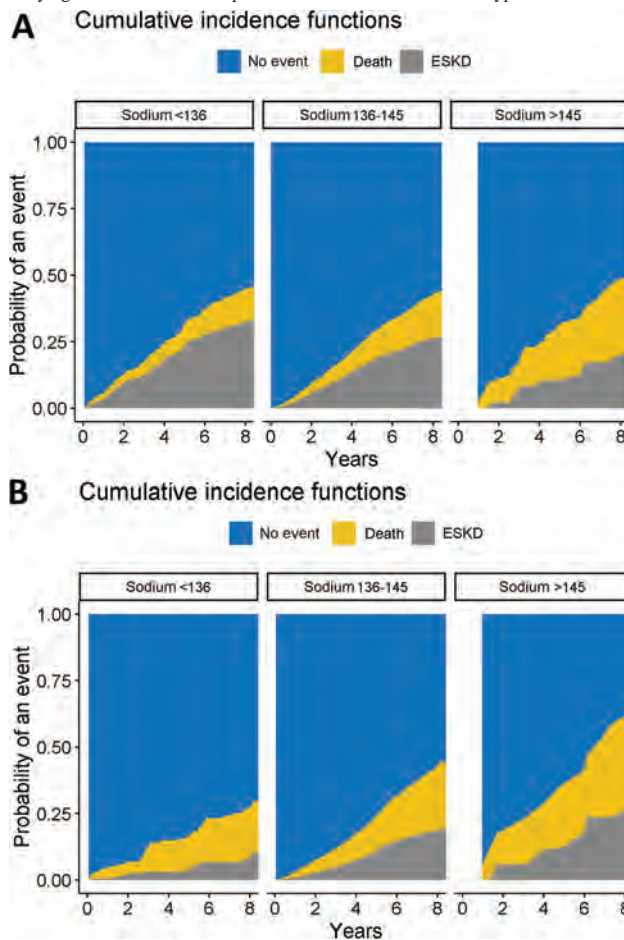 A Cumulative incidence functions
No event Death ESKD
Sodium <136 Sodium 136-145 Sodium >145
Probability of an event
1.00
0.75
0.50
0.25
0.00
0 2 4 6 8 0 2 4 6 8 0 2 4 6 8
Years
B Cumulative incidence functions
No event Death ESKD
Sodium <136 Sodium 136-145 Sodium >145
Probability of an event
1.00
0.75
0.50
0.25
0.00
0 2 4 6 8 0 2 4 6 8 0 2 4 6 8
Years